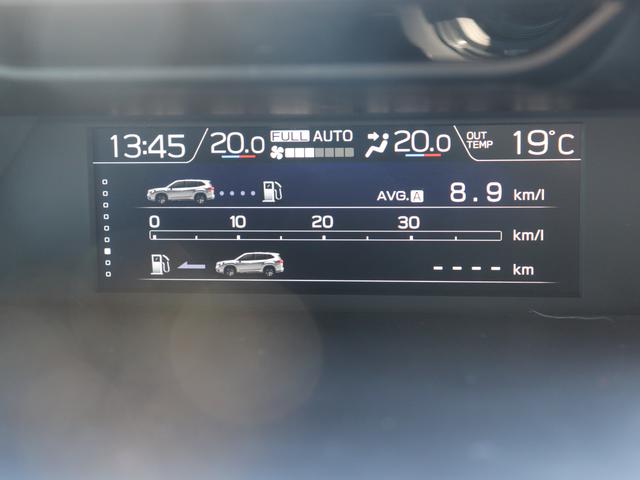 13:45 20.0 FULL AUTO 20.0 OUT TEMP 19°C
AVG. A 8.9 km/l
0 10 20 30
km/l
---- km